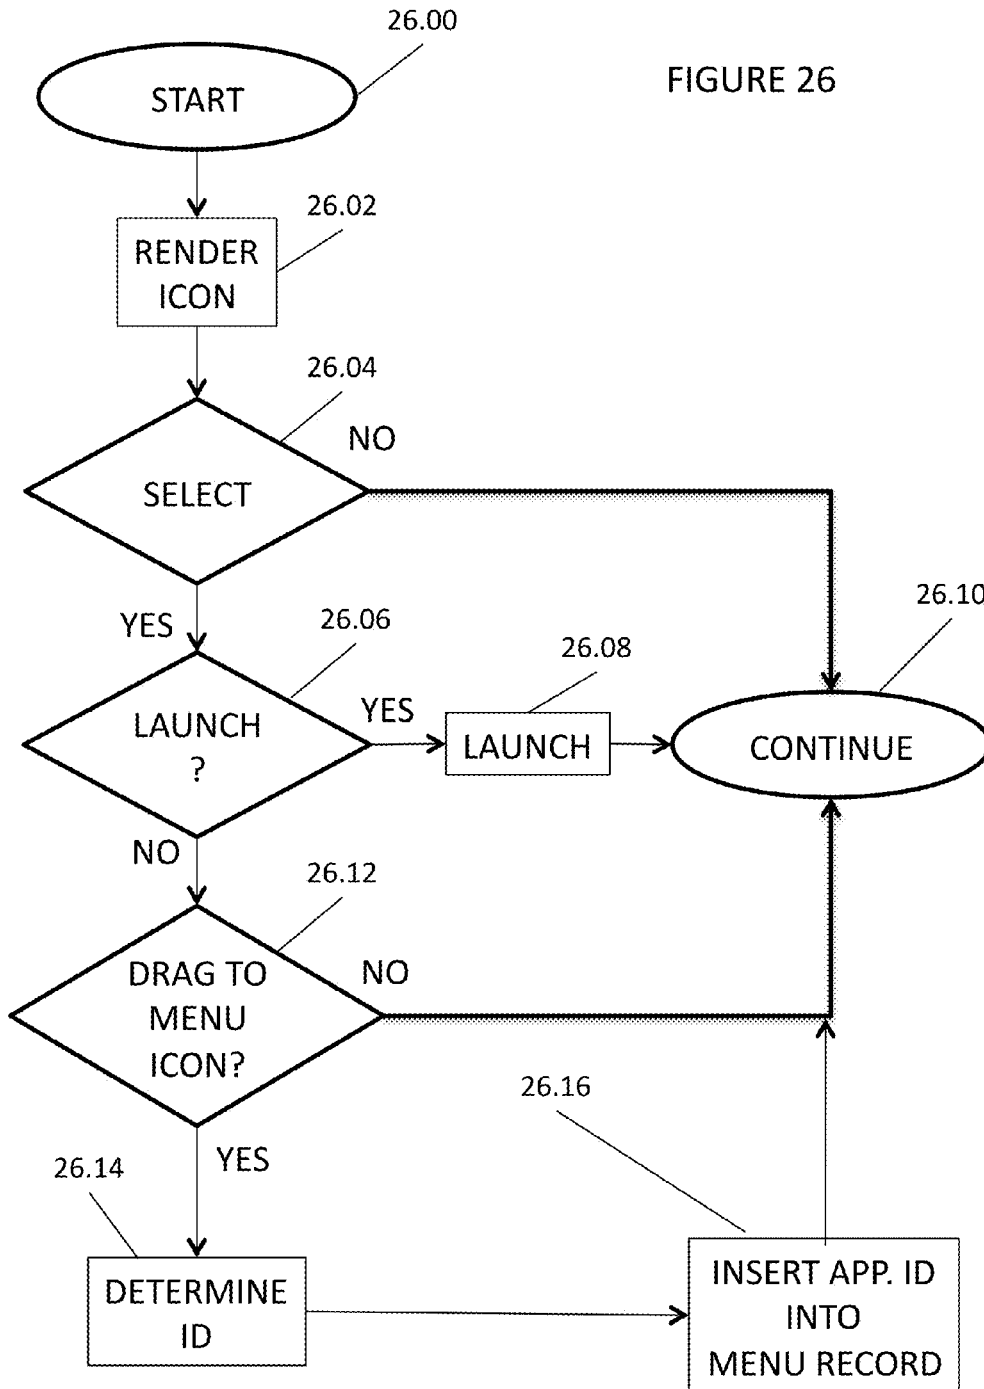 26.00
FIGURE 26
START
26.02
RENDER
ICON
26.04
NO
SELECT
YES
26.06
26.08
26.10
LAUNCH
?
YES
LAUNCH
CONTINUE
NO
26.12
DRAG TO
MENU
ICON?
NO
26.16
YES
26.14
DETERMINE
ID
INSERT APP. ID
INTO
MENU RECORD